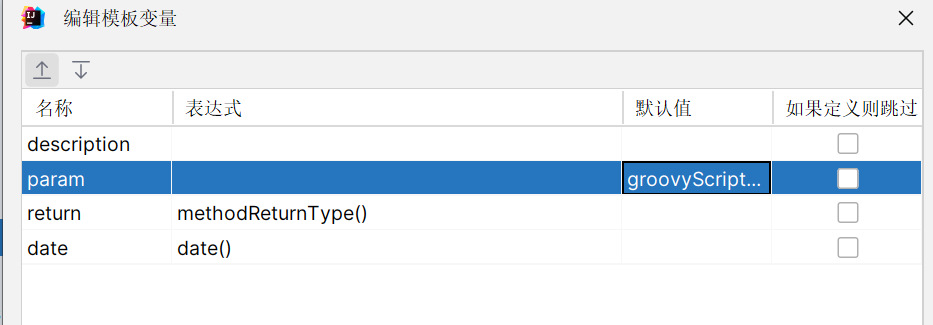 编辑模板变量
名称 表达式 默认值 如果定义则跳过
description
param groovyScript...
return methodReturnType()
date date()